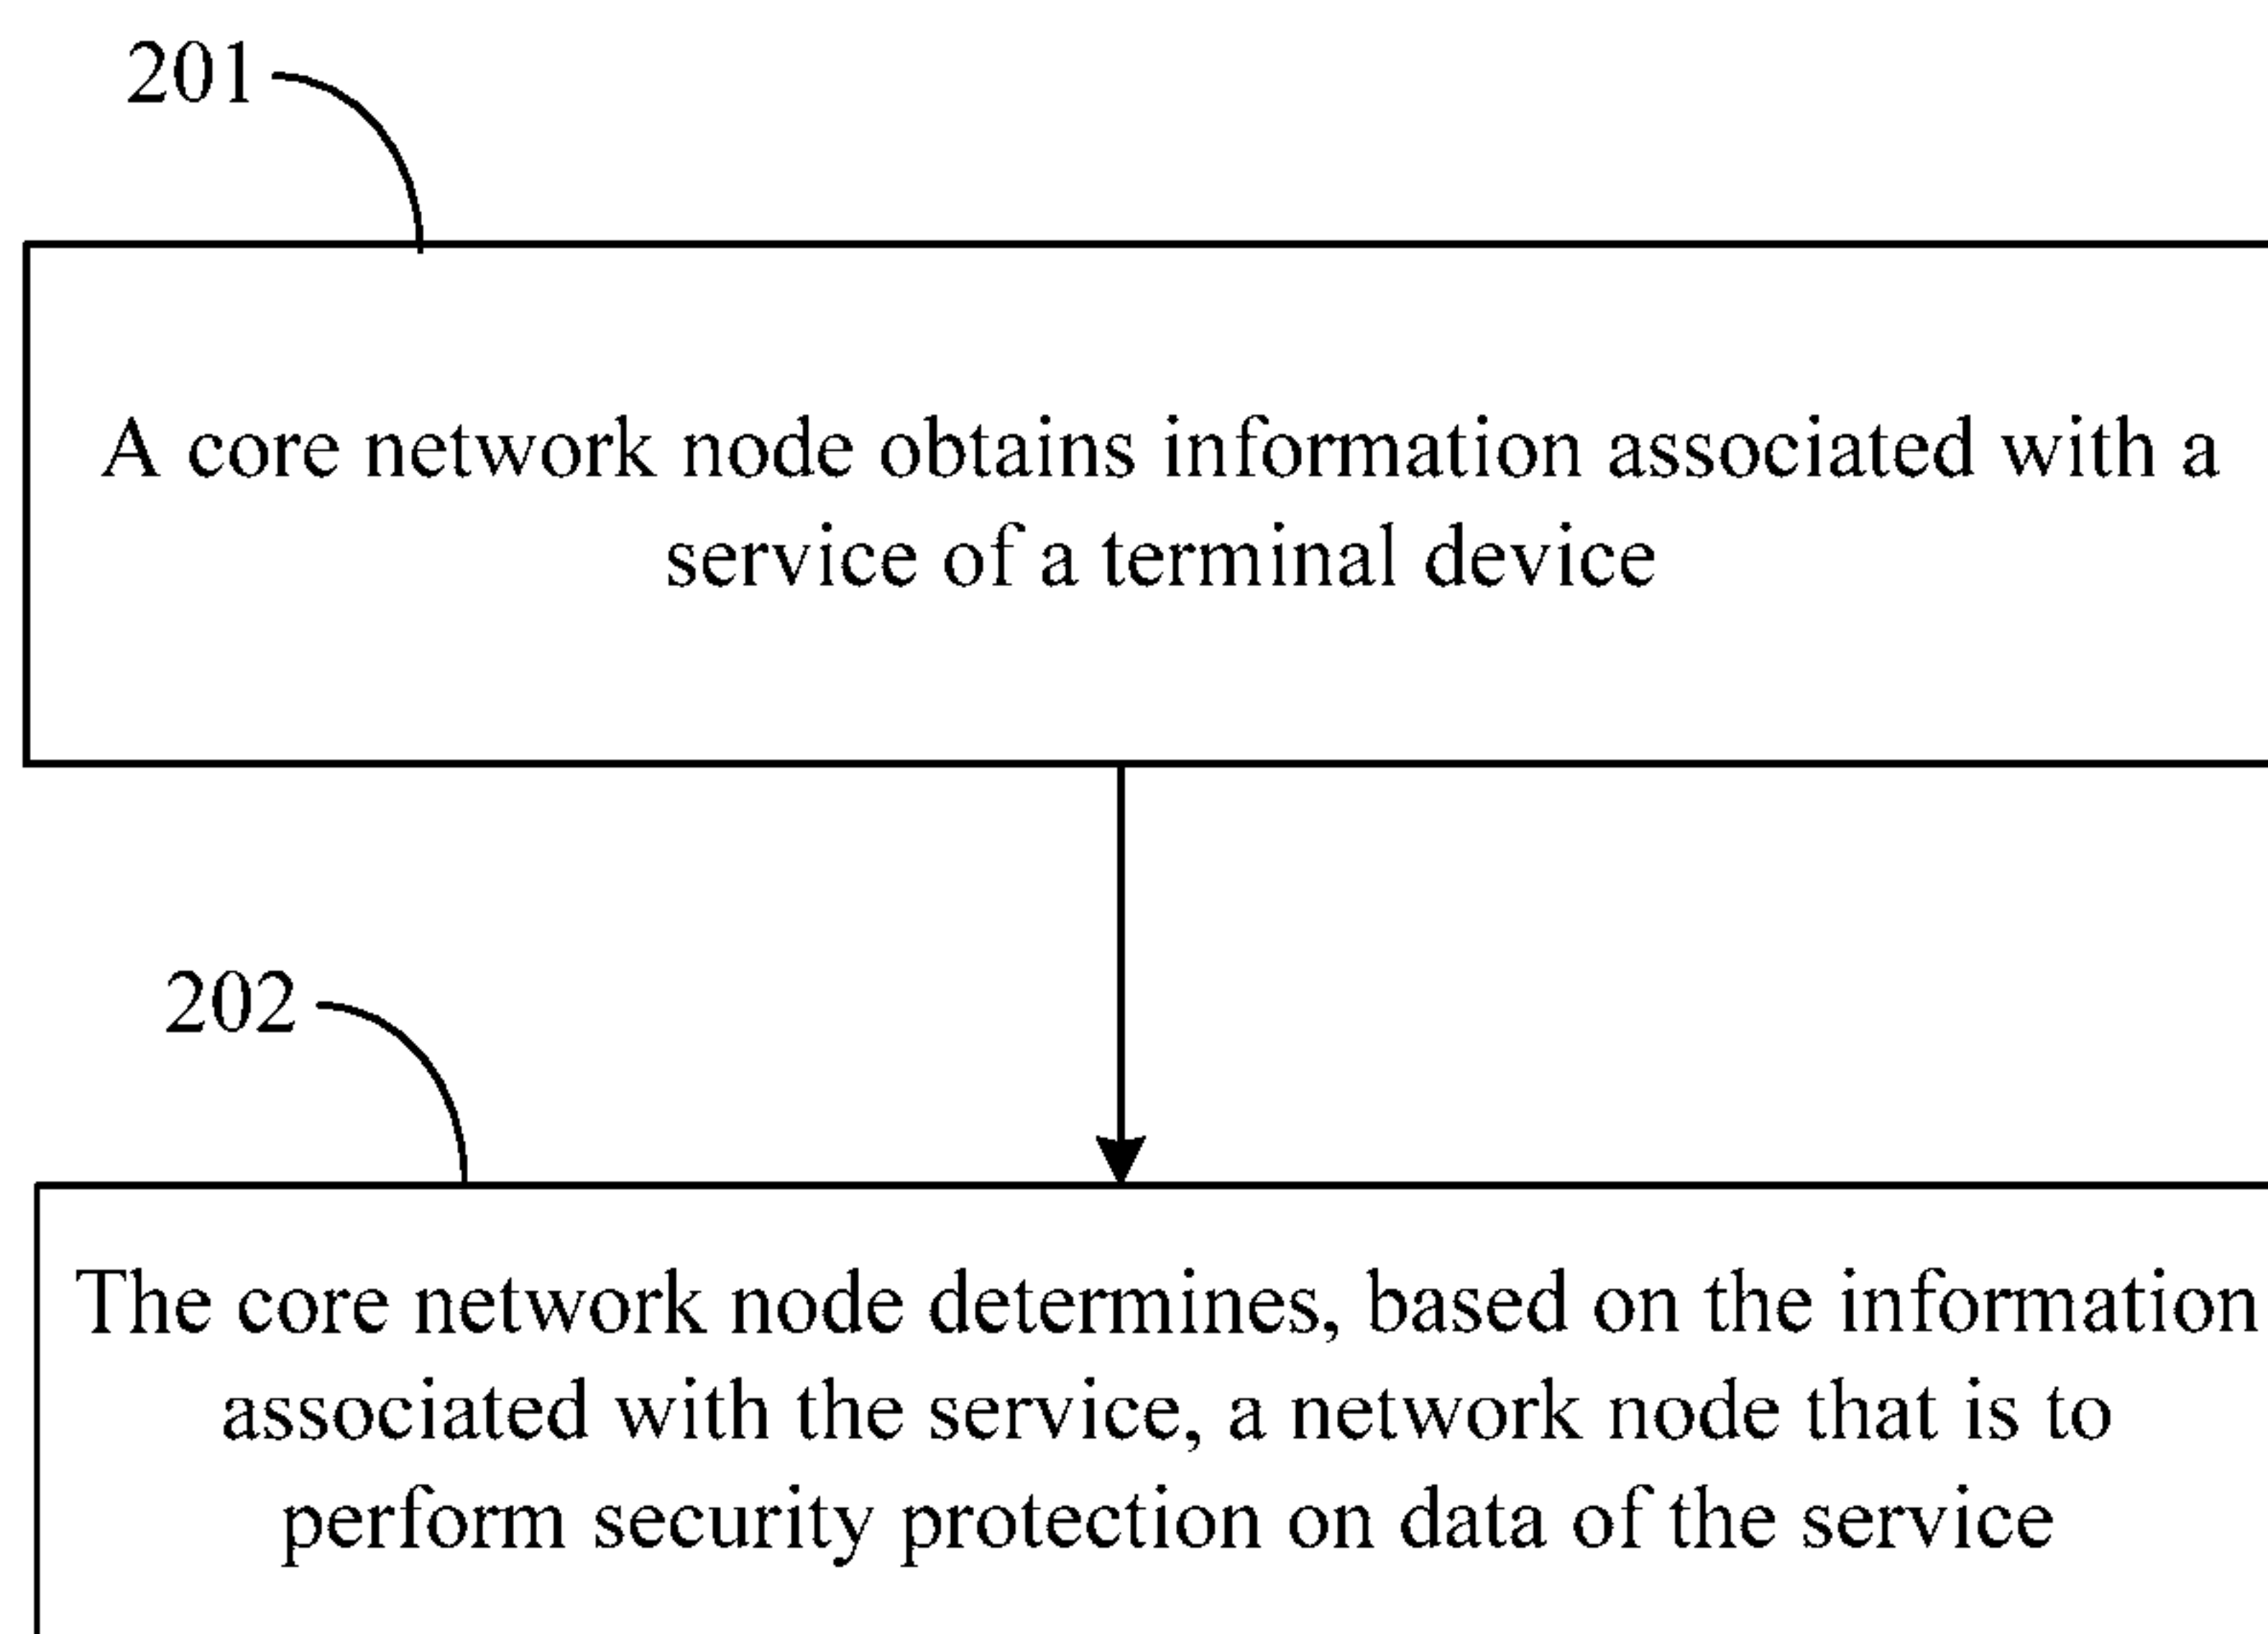 201
A core network node obtains information associated with a
service of a terminal device
202
The core network node determines, based on the information
associated with the service, a network node that is to
perform security protection on data of the service